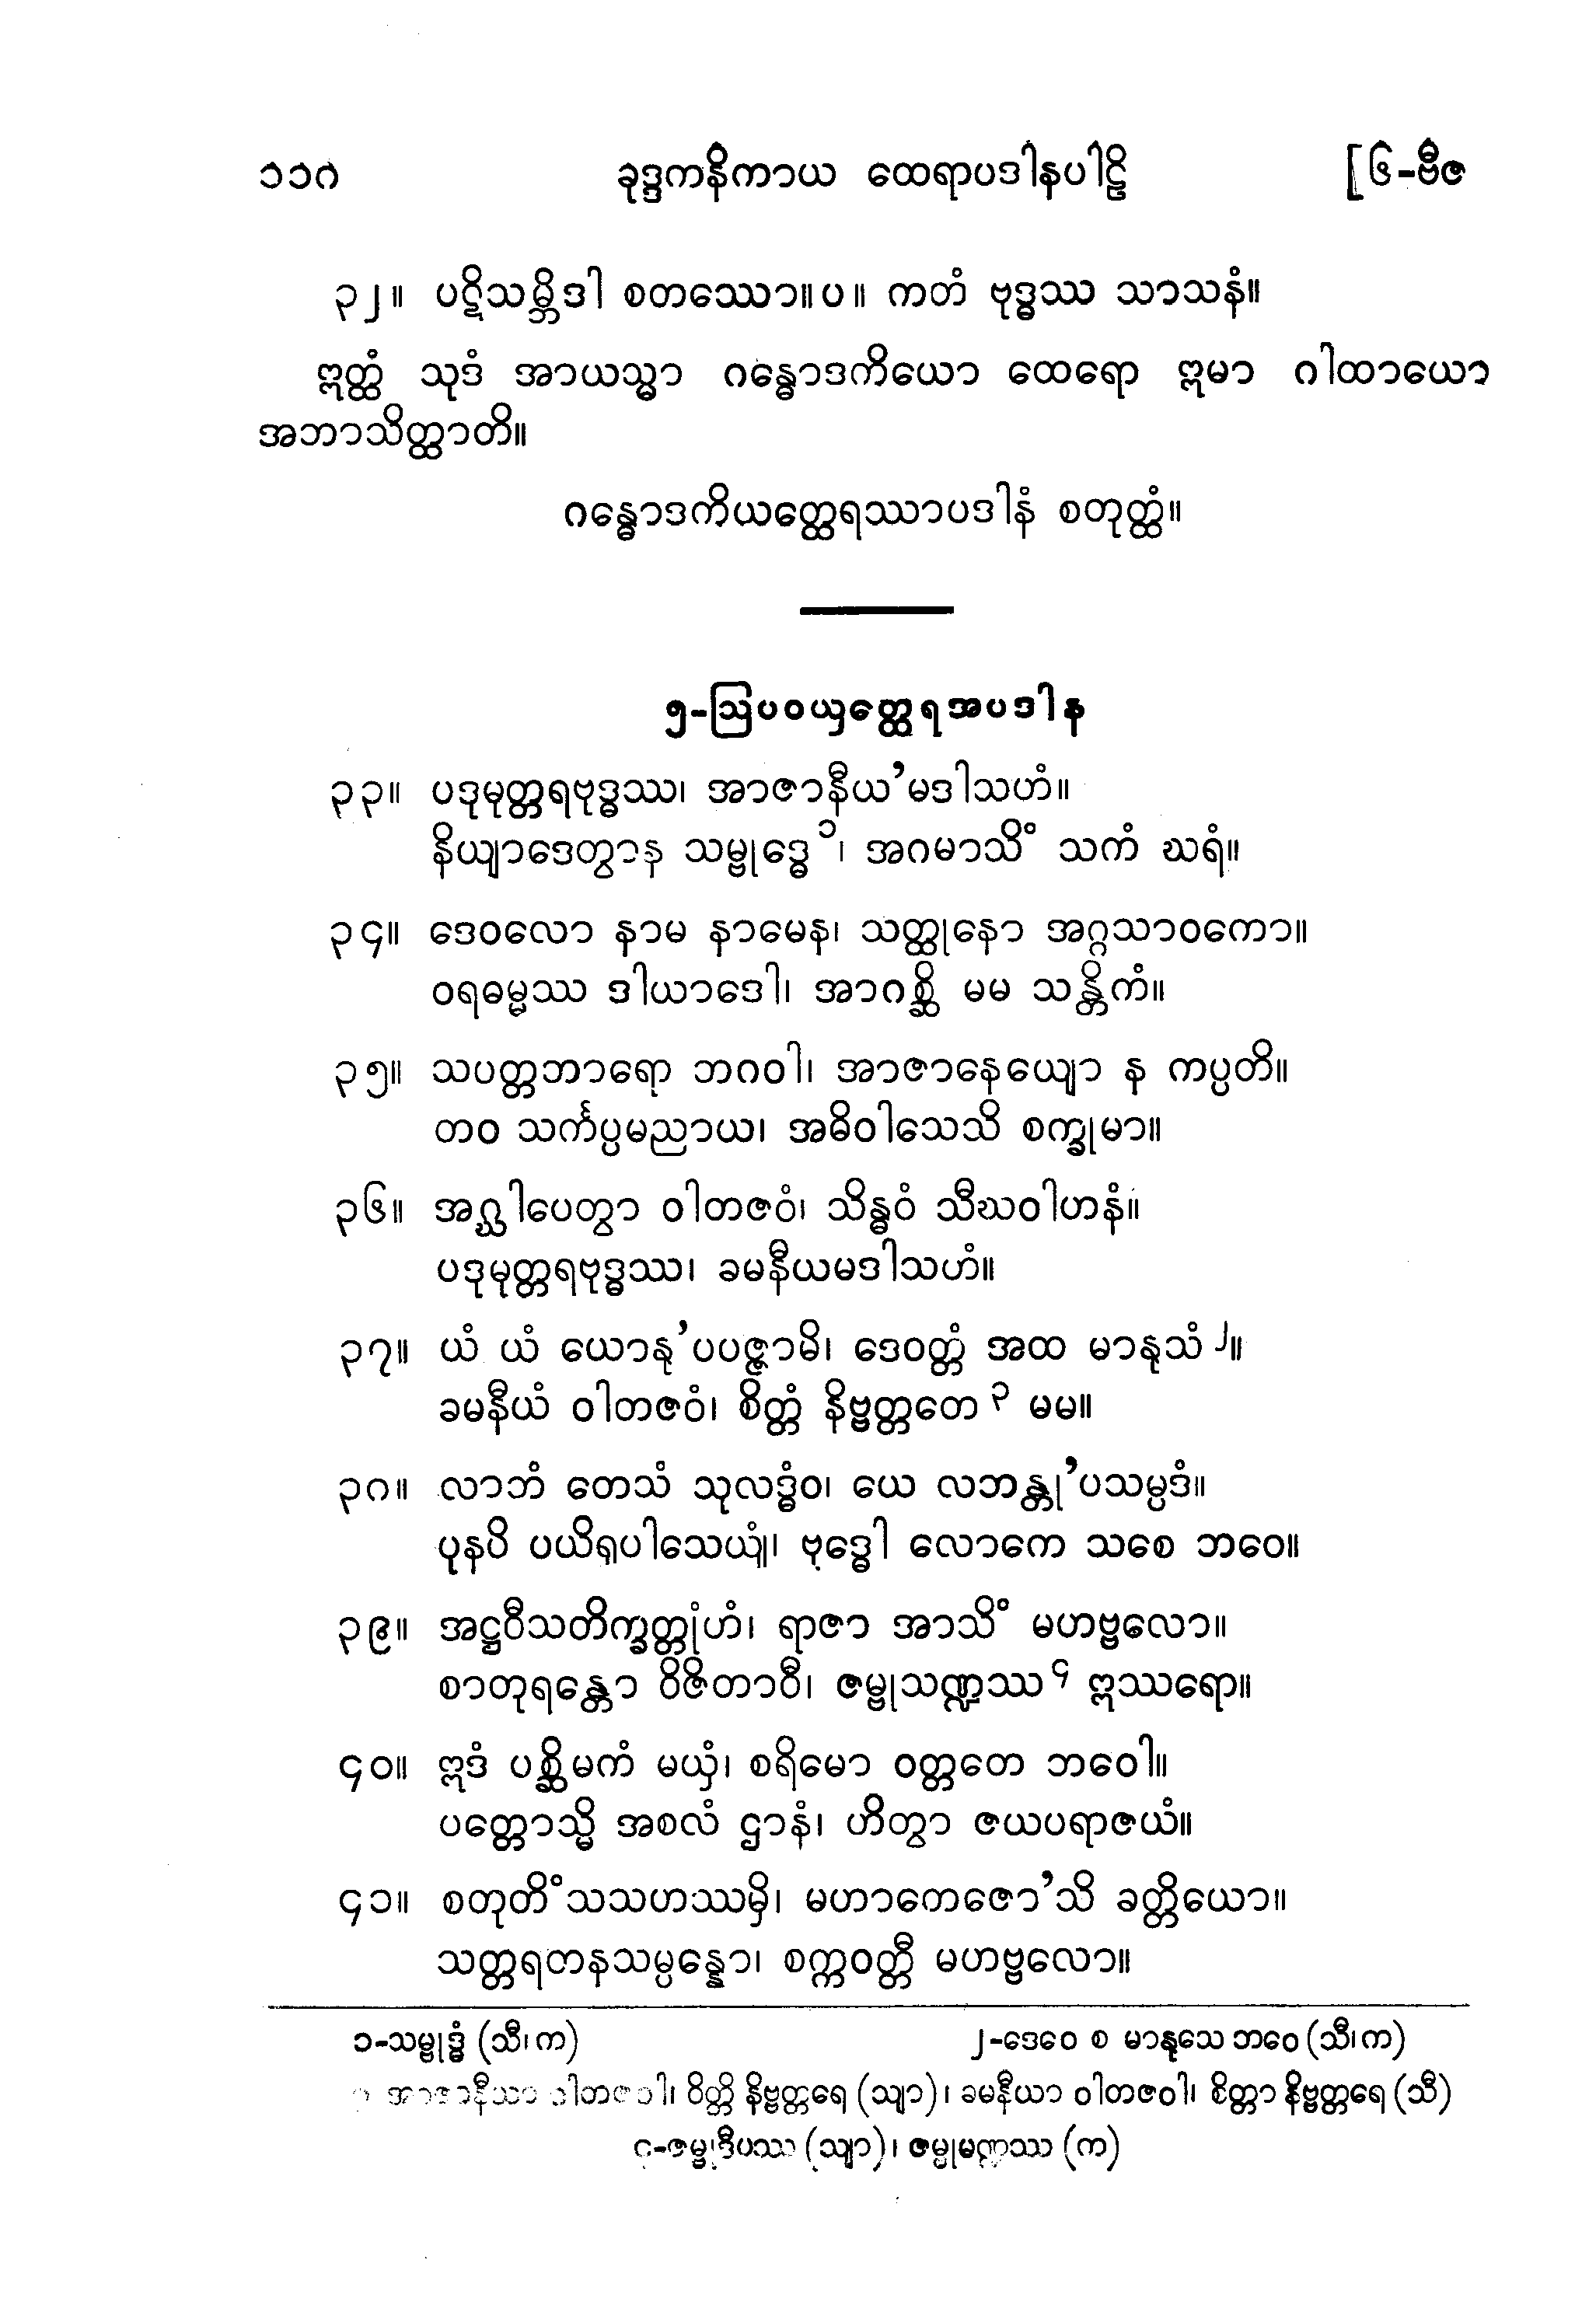 ၁၁၈ ခုဒ္ဒကနိကာယ ထေရာပဒါနပါဠိ [၆-ဗီဇ
၃၂။ ပဋိသမ္ဘိဒါ စတဿော။ပ။ ကတံ ဗုဒ္ဓဿ သာသနံ။
ဣတ္ထံ သုဒံ အာယသ္မာ ဂန္ဓောဒကိယော ထေရော ဣမာ ဂါထာယော
အဘာသိတ္ထာတိ။
ဂန္ဓောဒကိယတ္ထေရဿာပဒါနံ စတုတ္ထံ။
၅-ဩပဝယှတ္ထေရအပဒါန
၃၃။ ပဒုမုတ္တရဗုဒ္ဓဿ၊ အာဇာနီယ’မဒါသဟံ။
နိယျာဒေတွာန သမ္ဗုဒ္ဓေ ၁၊ အဂမာသိံ သကံ ဃရံ။
၃၄။ ဒေဝလော နာမ နာမေန၊ သတ္ထုနော အဂ္ဂသာဝကော။
ဝရဓမ္မဿ ဒါယာဒေါ၊ အာဂစ္ဆိ မမ သန္တိကံ။
၃၅။ သပတ္တဘာရော ဘဂဝါ၊ အာဇာနေယျော န ကပ္ပတိ။
တဝ သင်္ကပ္ပမညာယ၊ အဓိဝါသေသိ စက္ခုမာ။
၃၆။ အဂ္ဃါပေတွာ ဝါတဇဝံ၊ သိန္ဓဝံ သီဃဝါဟနံ။
ပဒုမုတ္တရဗုဒ္ဓဿ၊ ခမနီယမဒါသဟံ။
၃၇။ ယံ ယံ ယောနု’ပပဇ္ဇာမိ၊ ဒေဝတ္တံ အထ မာနုသံ ၂။
ခမနီယံ ဝါတဇဝံ၊ စိတ္တံ နိဗ္ဗတ္တတေ ၃ မမ။
၃၈။ လာဘံ တေသံ သုလဒ္ဓံဝ၊ ယေ လဘန္တု’ပသမ္ပဒံ။
ပုနပိ ပယိရုပါသေယျံ၊ ဗုဒ္ဓေါ လောကေ သစေ ဘဝေ။
၃၉။ အဋ္ဌဝီသတိက္ခတ္တုံဟံ၊ ရာဇာ အာသိံ မဟဗ္ဗလော။
စာတုရန္တော ဝိဇိတာဝီ၊ ဇမ္ဗုသဏ္ဍဿ ၄ ဣဿရော။
၄၀။ ဣဒံ ပစ္ဆိမကံ မယှံ၊ စရိမော ဝတ္တတေ ဘဝေါ။
ပတ္တောသ္မိ အစလံ ဌာနံ၊ ဟိတွာ ဇယပရာဇယံ။
၄၁။ စတုတိံသသဟဿမှိ၊ မဟာတေဇော’သိ ခတ္တိယော။
သတ္တရတနသမ္ပန္နော၊ စက္ကဝတ္တီ မဟဗ္ဗလော။
၁-သမ္ဗုဒ္ဓံ (သီ၊က) ၂-ဒေဝေ စ မာနုသေ ဘဝေ (သီ၊က)
အာဇာနီယာ ဝါတဇဝါ၊ ဝိတ္တိ နိဗ္ဗတ္တရေ (သျာ)၊ ခမနီယာ ဝါတဇဝါ၊ စိတ္တာ နိဗ္ဗတ္တရေ (သီ)
၄-ဇမ္ဗုဒီပဿ (သျာ)၊ ဇမ္ဗုမဏ္ဍဿ (က)